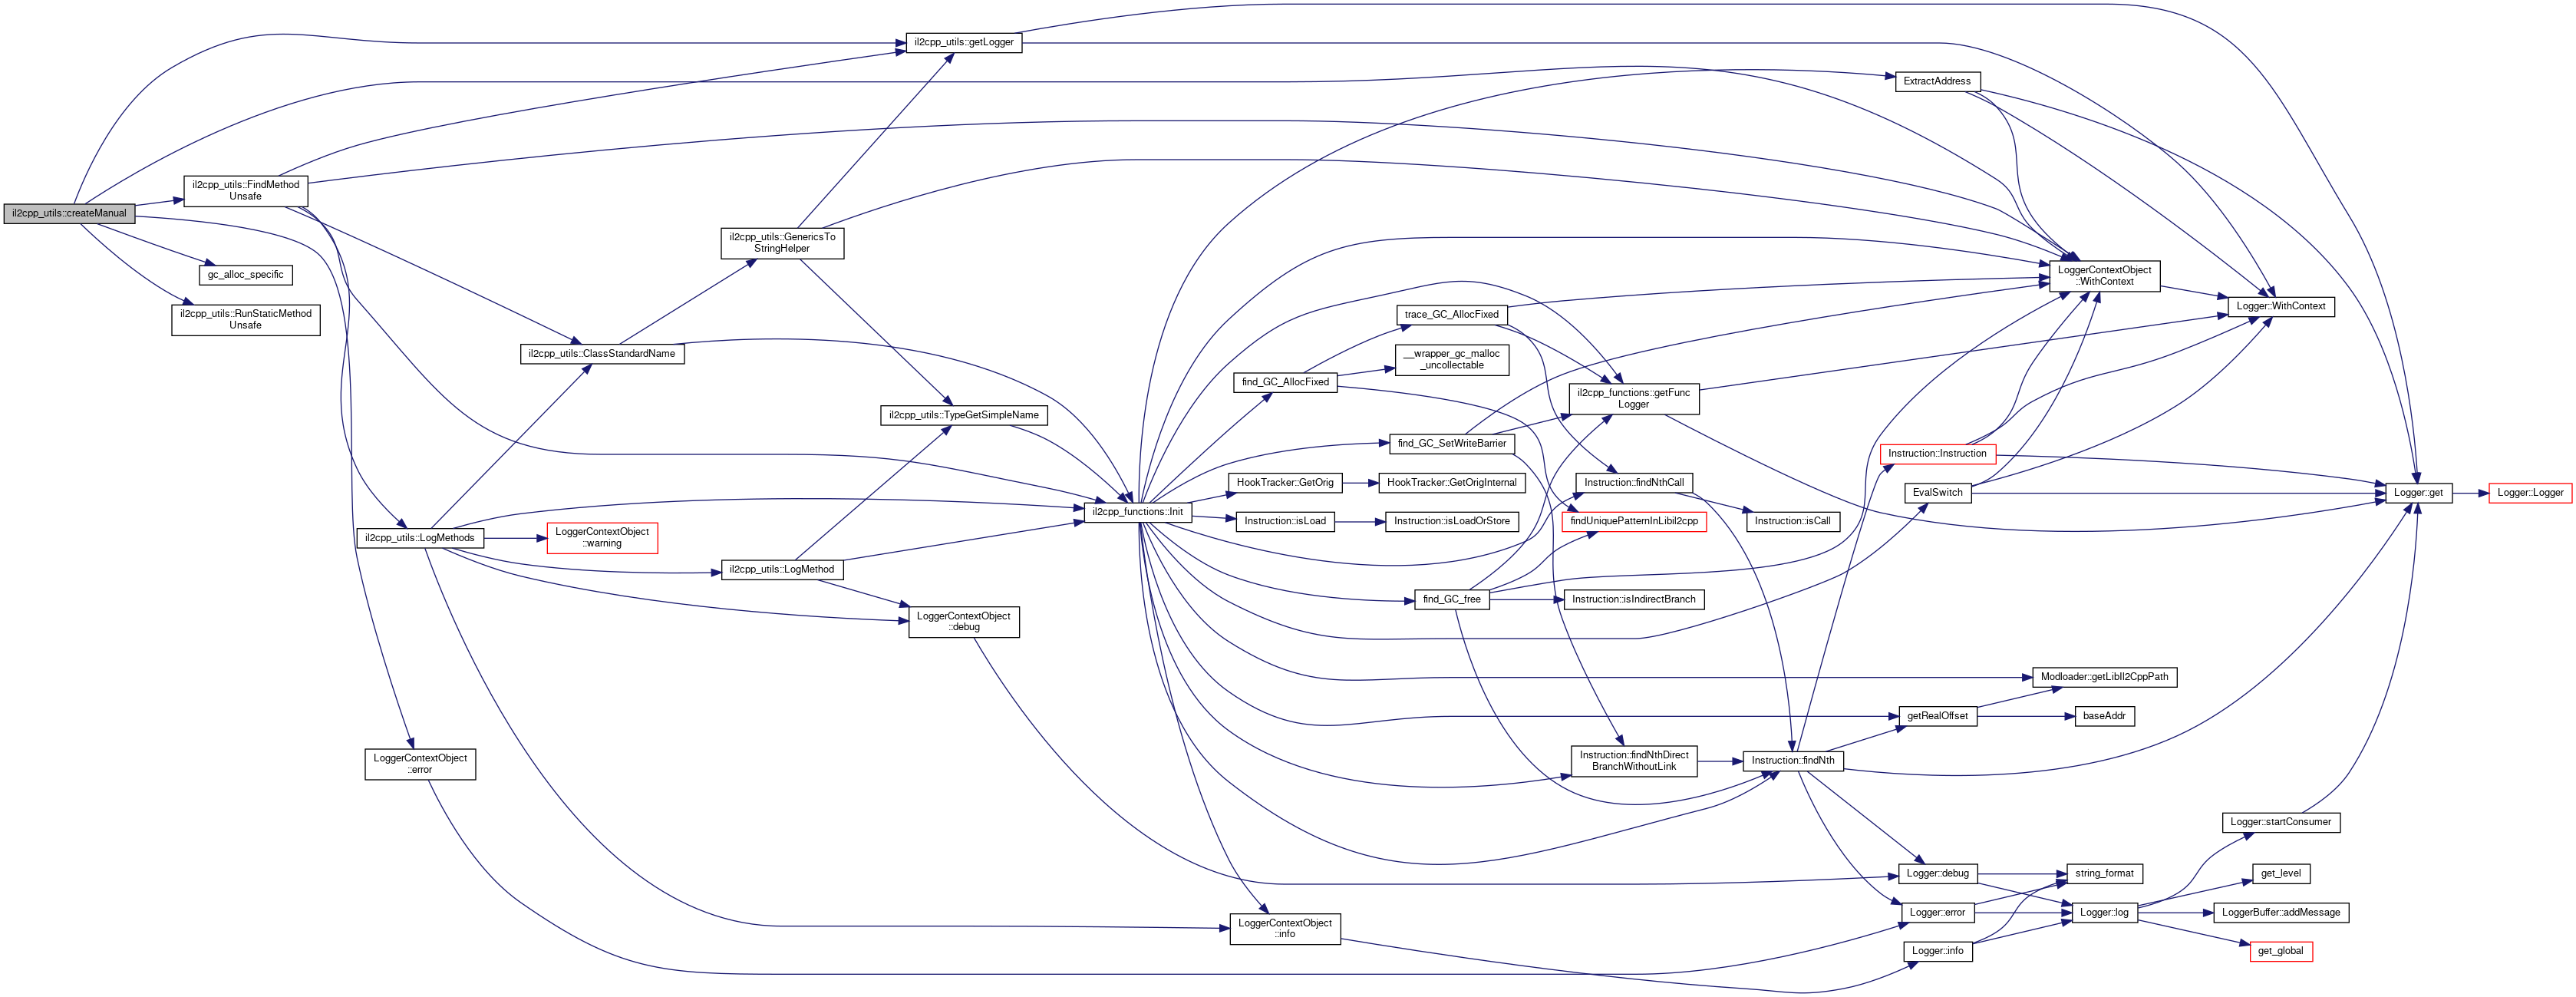 il2cpp_utils::createManual
il2cpp_utils::FindMethod
Unsafe
gc_alloc_specific
il2cpp_utils::RunStaticMethod
Unsafe
il2cpp_utils::LogMethods
LoggerContextObject
::error
il2cpp_utils::ClassStandardName
LoggerContextObject
::warning
il2cpp_utils::GenericsTo
StringHelper
il2cpp_utils::LogMethod
il2cpp_utils::getLogger
il2cpp_utils::TypeGetSimpleName
LoggerContextObject
::debug
il2cpp_functions::Init
find_GC_AllocFixed
HookTracker::GetOrig
Instruction::isLoad
LoggerContextObject
::info
trace_GC_AllocFixed
__wrapper_gc_malloc
_uncollectable
find_GC_SetWriteBarrier
HookTracker::GetOrigInternal
Instruction::isLoadOrStore
find_GC_free
il2cpp_functions::getFunc
Logger
Instruction::findNthCall
findUniquePatternInLibil2cpp
Instruction::isIndirectBranch
Instruction::findNthDirect
BranchWithoutLink
Instruction::isCall
Instruction::findNth
ExtractAddress
Instruction::Instruction
EvalSwitch
getRealOffset
Logger::debug
Logger::error
Logger::info
LoggerContextObject
::WithContext
Modloader::getLibIl2CppPath
baseAddr
string_format
Logger::log
Logger::WithContext
Logger::startConsumer
get_level
LoggerBuffer::addMessage
get_global
Logger::get
Logger::Logger